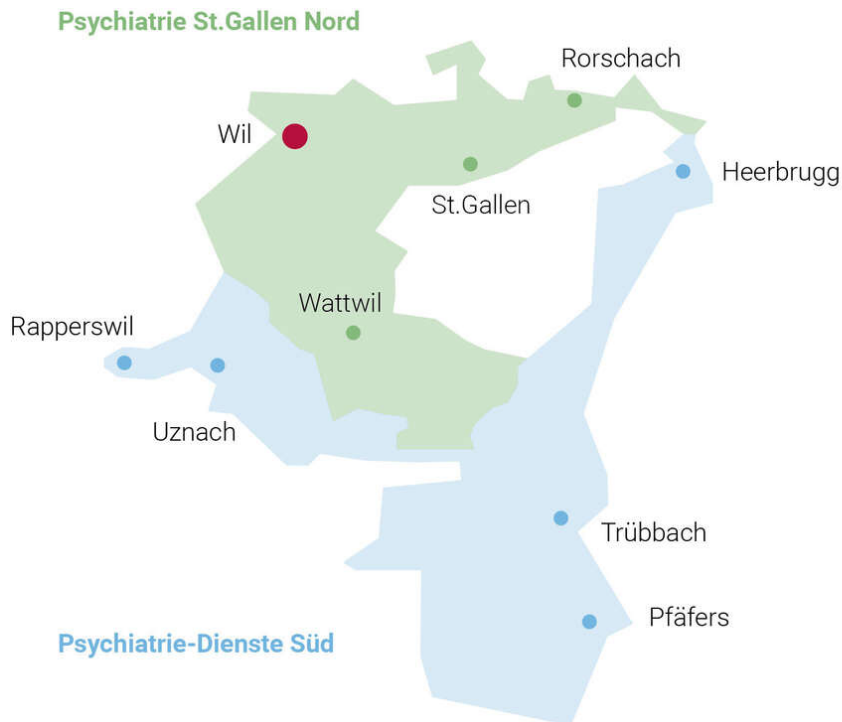 Psychiatrie St.Gallen Nord
Rorschach
Wil
Heerbrugg
St.Gallen
Wattwil
Rapperswil
Uznach
Trübbach
Pfäfers
Psychiatrie-Dienste Süd